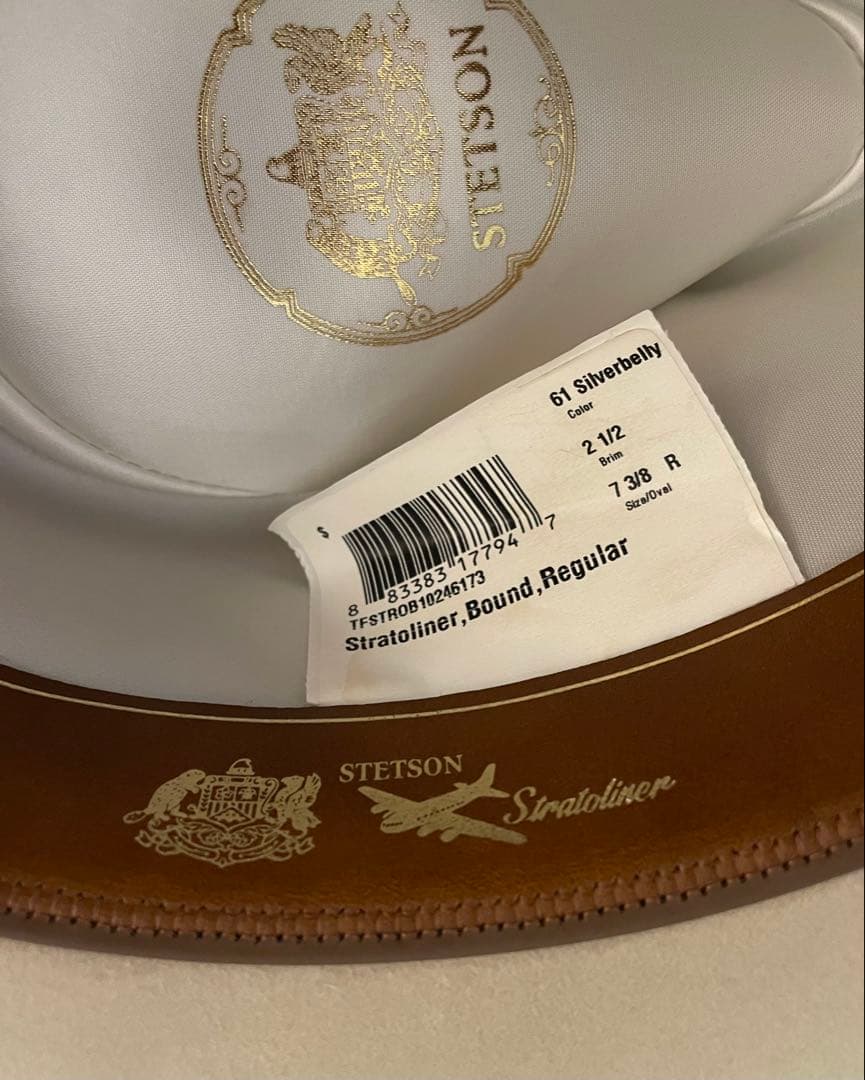 STETSON
61 Silverbelly
Color
2 1/2
Brim
7 3/8 R
Size/Oval
$
8 83383 17794 7
TFSTROB10246173
Stratoliner,Bound,Regular
STETSON
Stratoliner